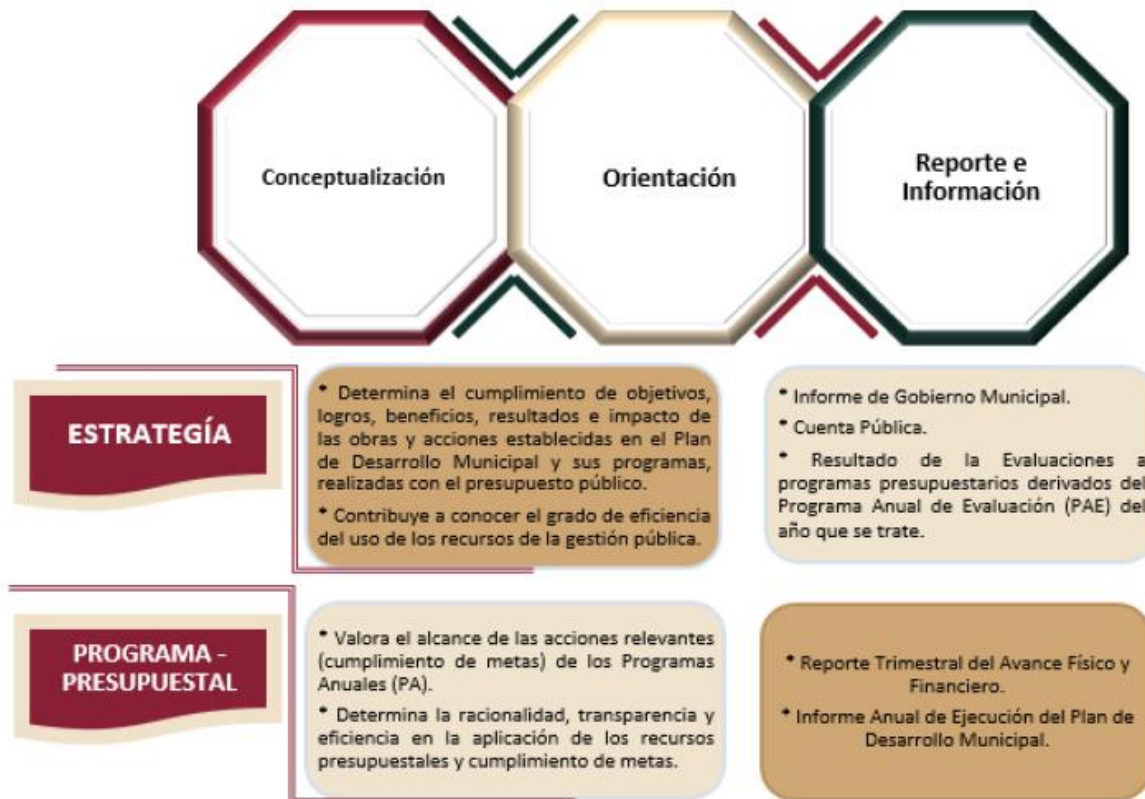 Conceptualización
Orientación
Reporte e
Información
ESTRATEGÍA
* Determina el cumplimiento de objetivos,
logros, beneficios, resultados e impacto de
las obras y acciones establecidas en el Plan
de Desarrollo Municipal y sus programas,
realizadas con el presupuesto público.
* Contribuye a conocer el grado de eficiencia
del uso de los recursos de la gestión pública.
* Informe de Gobierno Municipal.
* Cuenta Pública.
* Resultado de la Evaluaciones a
programas presupuestarios derivados del
Programa Anual de Evaluación (PAE) del
año que se trate.
PROGRAMA -
PRESUPUESTAL
* Valora el alcance de las acciones relevantes
(cumplimiento de metas) de los Programas
Anuales (PA).
* Determina la racionalidad, transparencia y
eficiencia en la aplicación de los recursos
presupuestales y cumplimiento de metas.
* Reporte Trimestral del Avance Físico y
Financiero.
* Informe Anual de Ejecución del Plan de
Desarrollo Municipal.